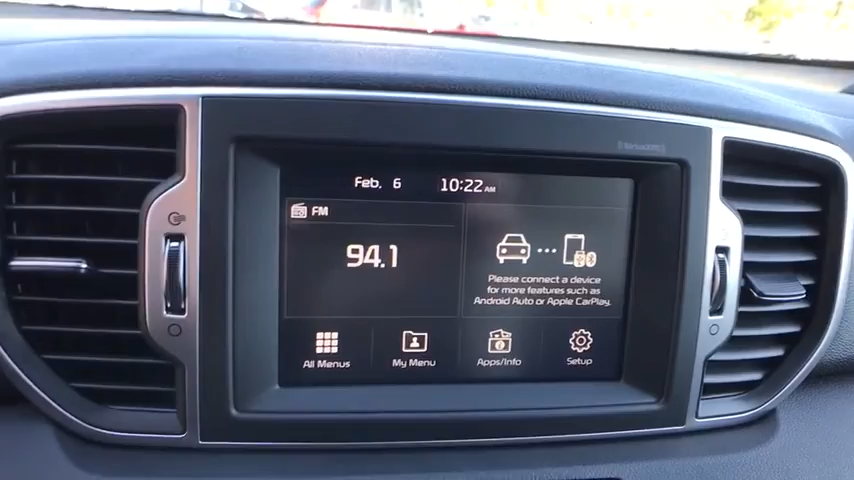 SiriusXM
Feb. 6 10:22 AM
FM
94.1
Please connect a device
for more features such as
Android Auto or Apple CarPlay.
All Menus
My Menu
Apps/Info
Setup